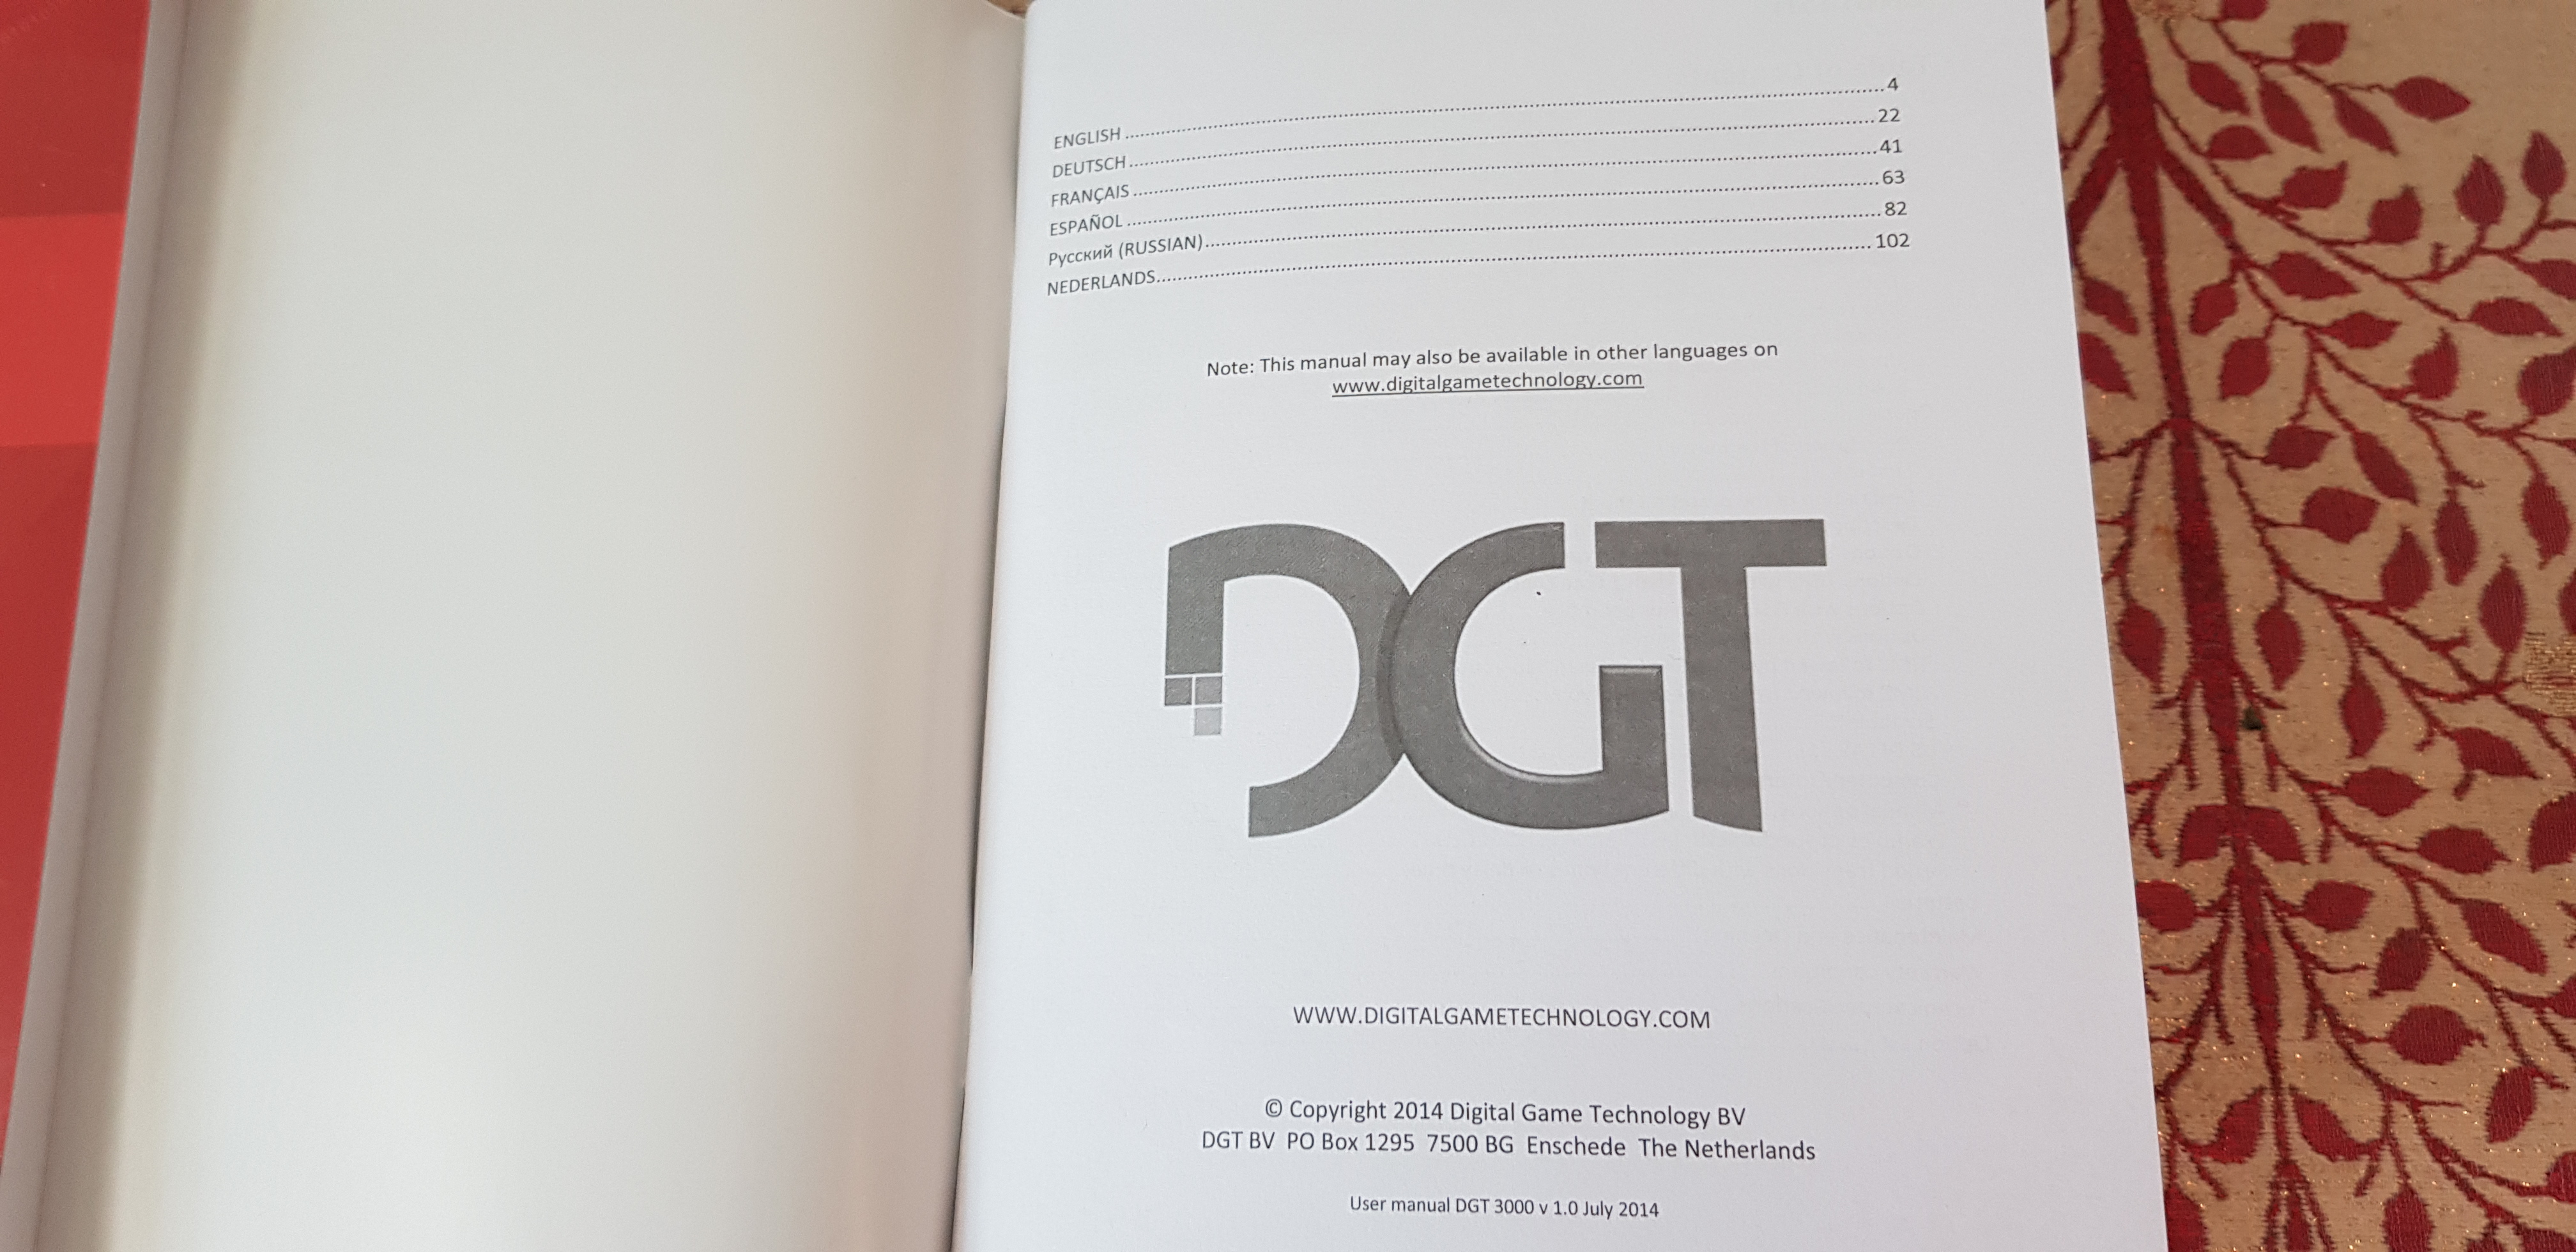 ENGLISH ........................................................ 4
DEUTSCH ........................................................ 22
FRANÇAIS ........................................................ 41
ESPAÑOL ........................................................ 63
Русский (RUSSIAN) ........................................................ 82
NEDERLANDS ........................................................ 102
Note: This manual may also be available in other languages on
www.digitalgametechnology.com
DGT
WWW.DIGITALGAMETECHNOLOGY.COM
© Copyright 2014 Digital Game Technology BV
DGT BV PO Box 1295 7500 BG Enschede The Netherlands
User manual DGT 3000 v 1.0 July 2014